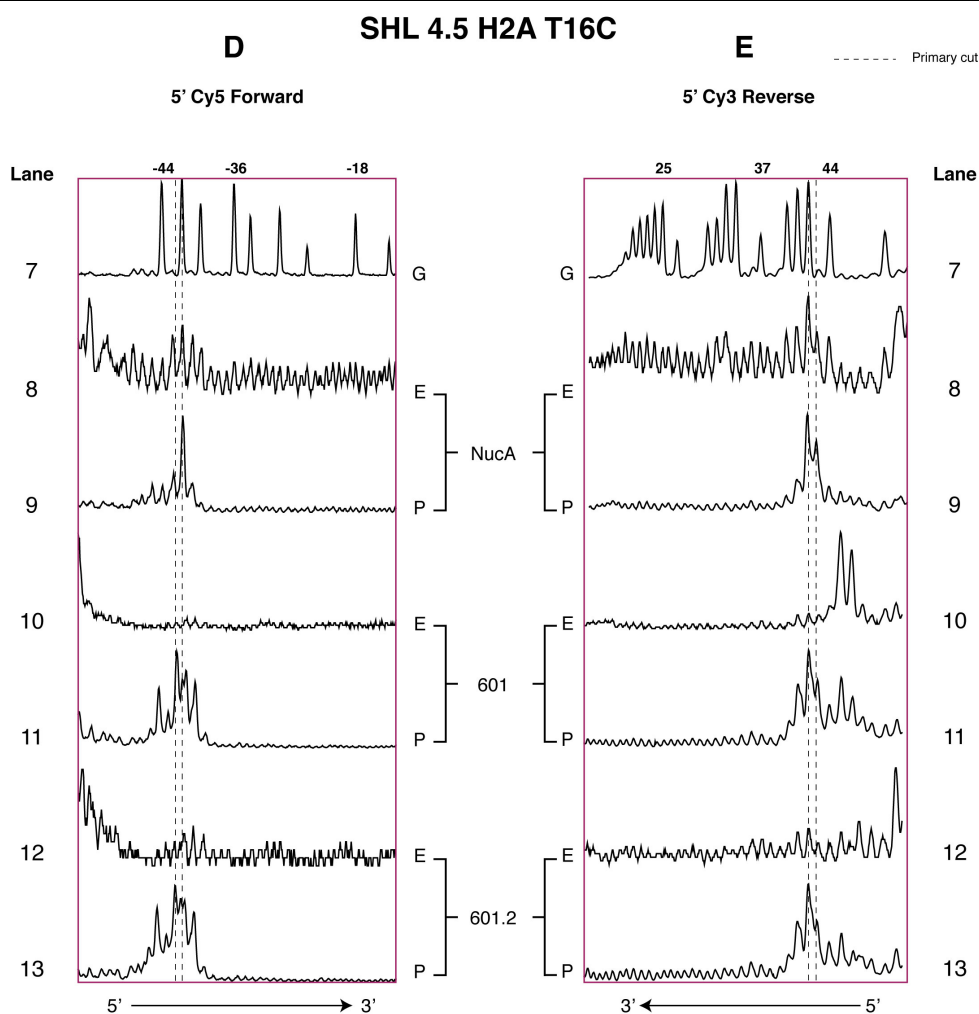 SHL 4.5 H2A T16C
D
E
Primary cut
5’ Cy5 Forward
5’ Cy3 Reverse
Lane
-44
-36
-18
25
37
44
Lane
7
G
G
7
8
E
E
8
NucA
9
P
P
9
10
E
E
10
601
11
P
P
11
12
E
E
12
601.2
13
P
P
13
5’
3’
3’
5’